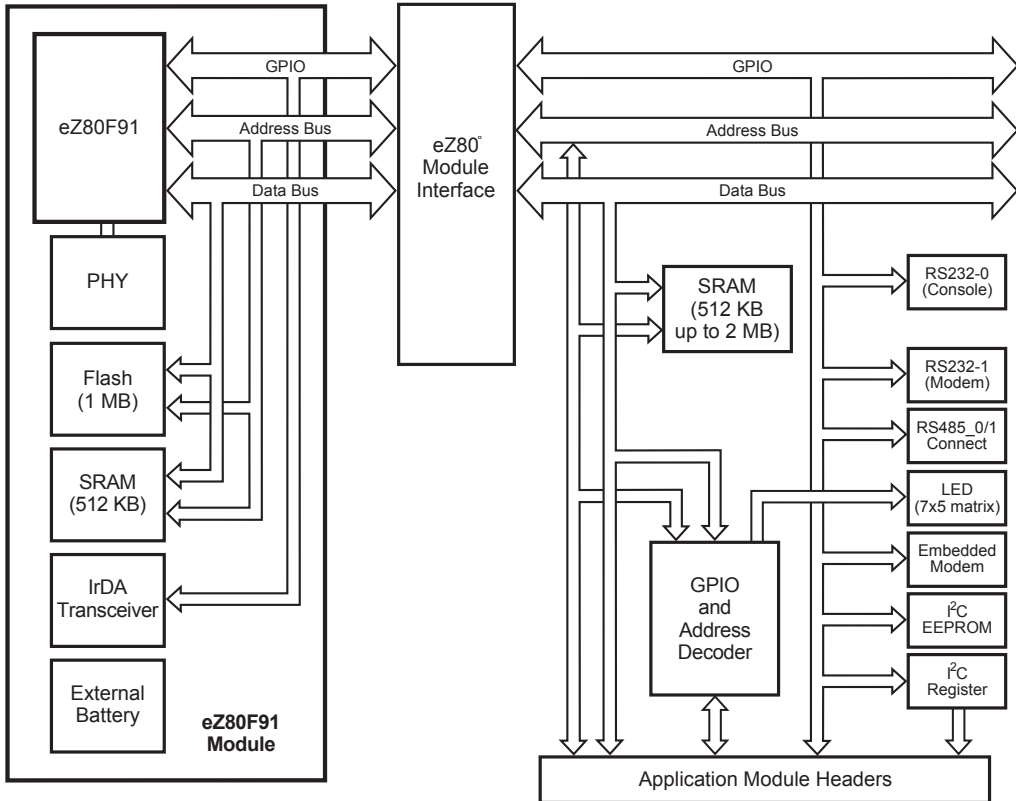 eZ80F91
GPIO
Address Bus
Data Bus
PHY
Flash
(1 MB)
SRAM
(512 KB)
IrDA
Transceiver
External
Battery
eZ80F91
Module
eZ80®
Module
Interface
GPIO
Address Bus
Data Bus
SRAM
(512 KB
up to 2 MB)
GPIO
and
Address
Decoder
RS232-0
(Console)
RS232-1
(Modem)
RS485_0/1
Connect
LED
(7x5 matrix)
Embedded
Modem
I²C
EEPROM
I²C
Register
Application Module Headers